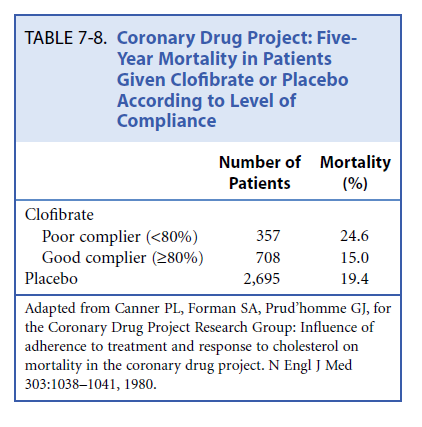 TABLE 7-8. Coronary Drug Project: Five-
Year Mortality in Patients
Given Clofibrate or Placebo
According to Level of
Compliance
Number of Patients Mortality (%)
Clofibrate
Poor complier (<80%) 357 24.6
Good complier (≥80%) 708 15.0
Placebo 2,695 19.4
Adapted from Canner PL, Forman SA, Prud’homme GJ, for
the Coronary Drug Project Research Group: Influence of
adherence to treatment and response to cholesterol on
mortality in the coronary drug project. N Engl J Med
303:1038–1041, 1980.